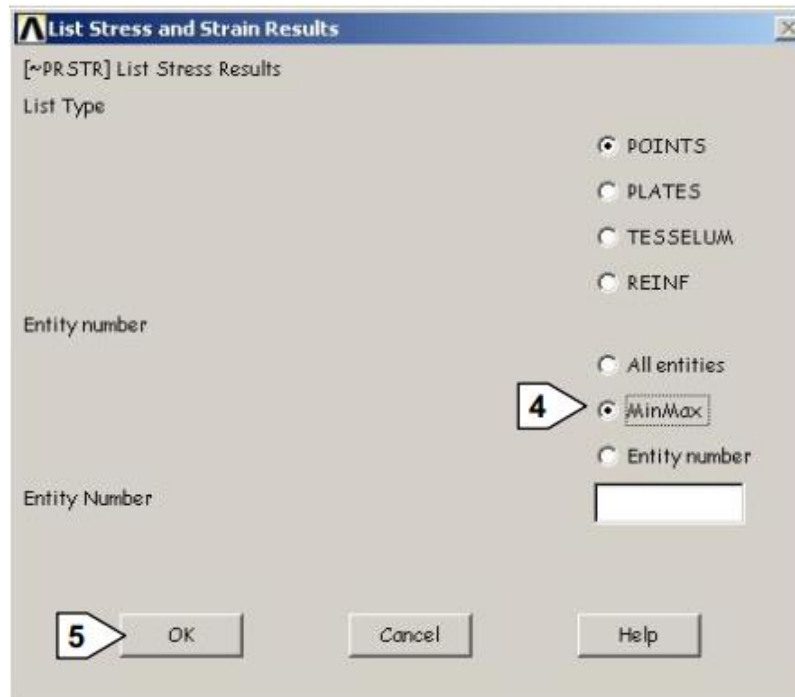 List Stress and Strain Results
[~PRSTR] List Stress Results
List Type
POINTS
PLATES
TESSELUM
REINF
Entity number
All entities
4
MinMax
Entity number
Entity Number
5
OK
Cancel
Help